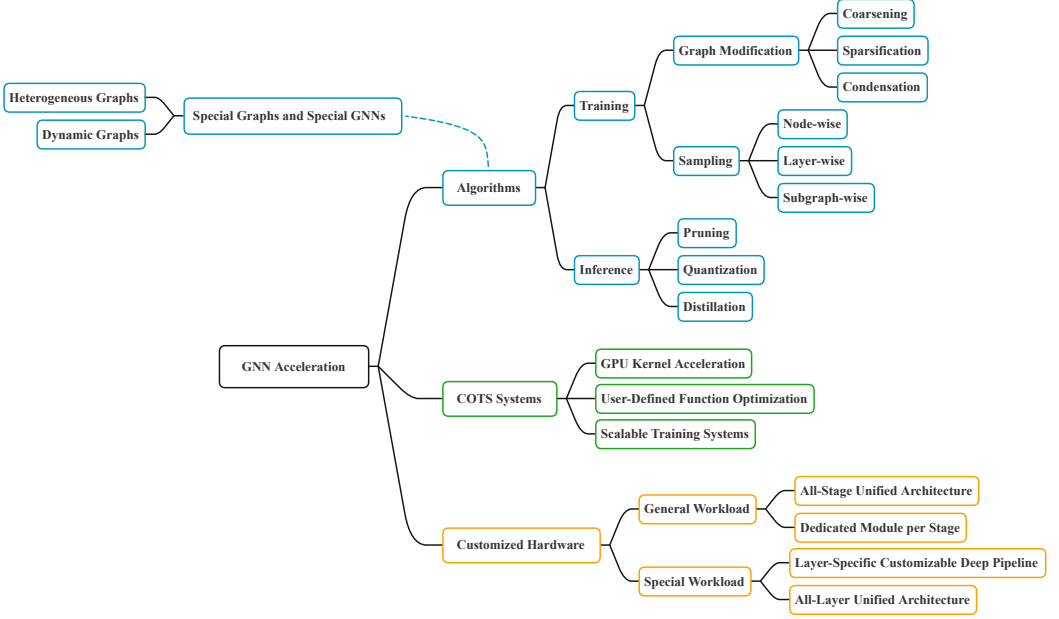 Coarsening
Graph Modification
Sparsification
Condensation
Heterogeneous Graphs
Special Graphs and Special GNNs
Dynamic Graphs
Training
Node-wise
Sampling
Layer-wise
Subgraph-wise
Algorithms
Pruning
Inference
Quantization
Distillation
GNN Acceleration
GPU Kernel Acceleration
COTS Systems
User-Defined Function Optimization
Scalable Training Systems
All-Stage Unified Architecture
General Workload
Dedicated Module per Stage
Customized Hardware
Layer-Specific Customizable Deep Pipeline
Special Workload
All-Layer Unified Architecture